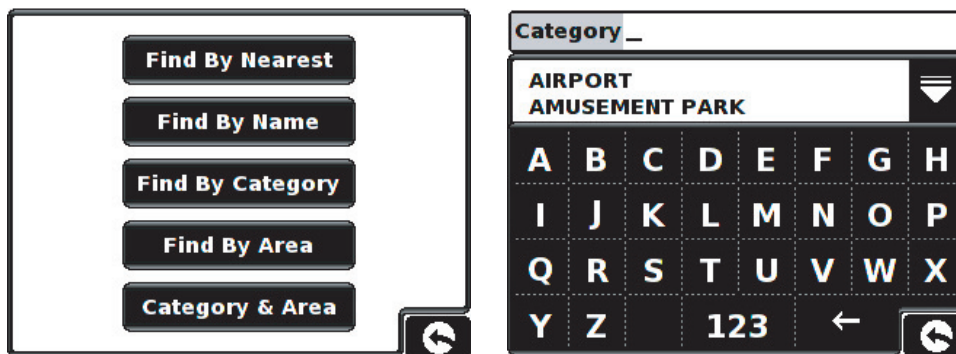 Find By Nearest
Find By Name
Find By Category
Find By Area
Category & Area
Category _
AIRPORT
AMUSEMENT PARK
A B C D E F G H
I J K L M N O P
Q R S T U V W X
Y Z 123 ←